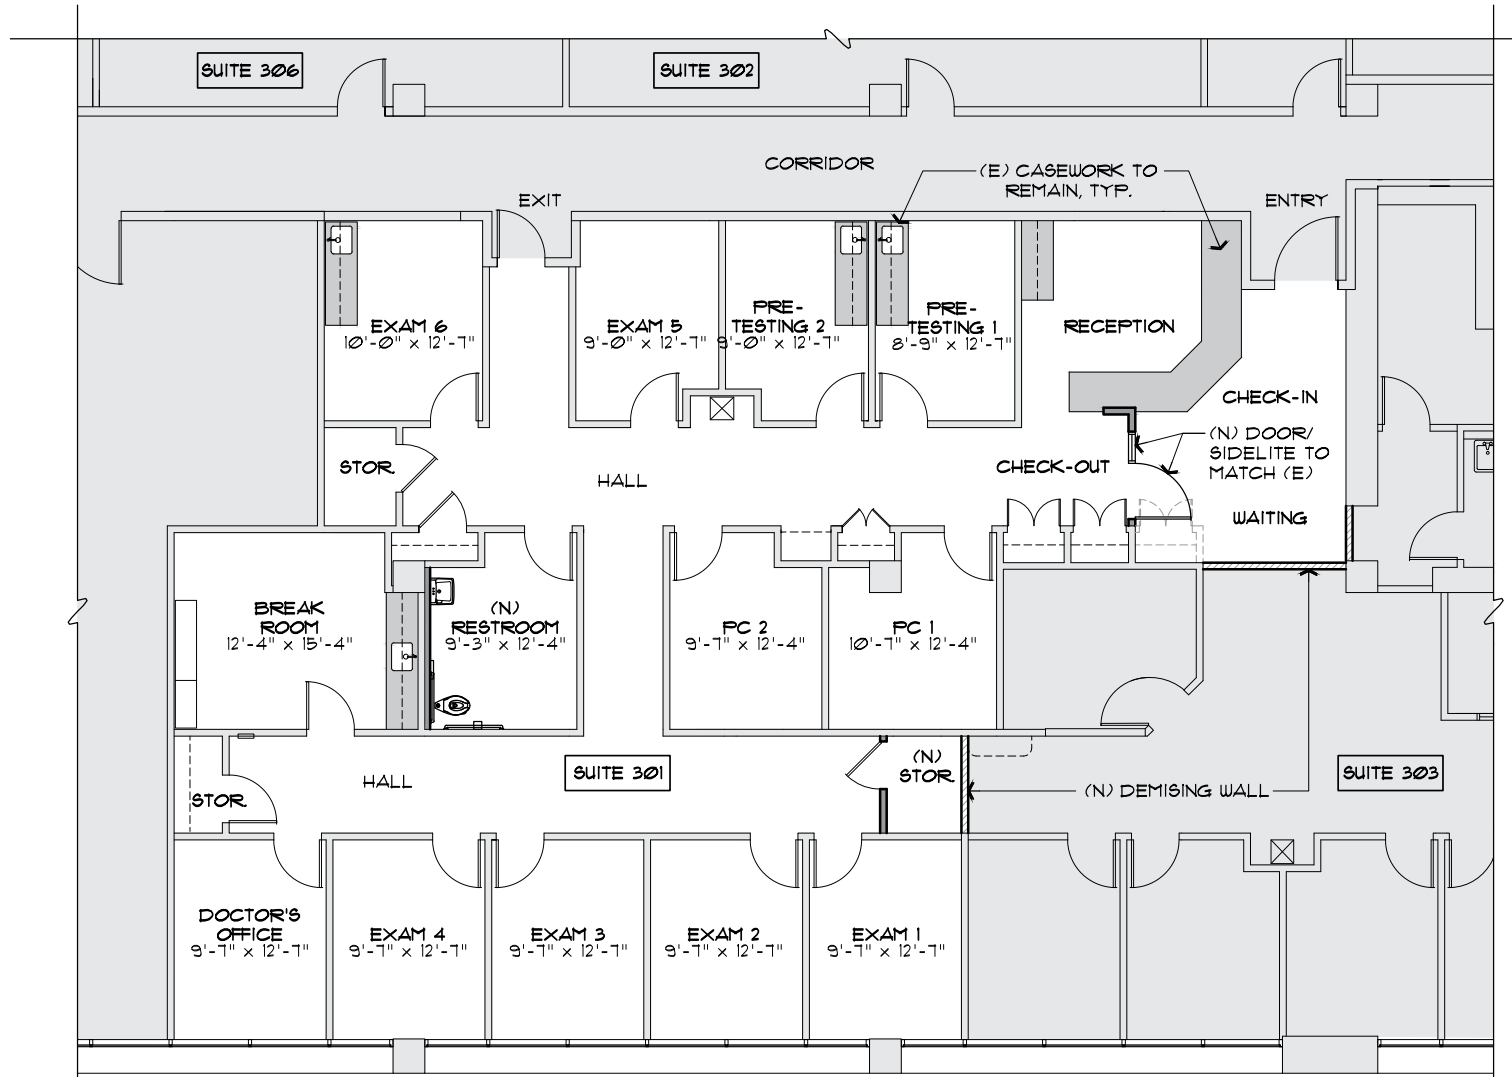 SUITE 306
SUITE 302
CORRIDOR
(E) CASEWORK TO
REMAIN, TYP.
EXIT
ENTRY
EXAM 6
10'-0" x 12'-7"
EXAM 5
9'-0" x 12'-7"
PRE-
TESTING 2
9'-0" x 12'-7"
PRE-
TESTING 1
8'-9" x 12'-7"
RECEPTION
CHECK-IN
(N) DOOR/
SIDELITE TO
MATCH (E)
STOR.
HALL
CHECK-OUT
WAITING
BREAK
ROOM
12'-4" x 15'-4"
(N)
RESTROOM
9'-3" x 12'-4"
PC 2
9'-7" x 12'-4"
PC 1
10'-7" x 12'-4"
STOR.
HALL
SUITE 301
(N)
STOR.
(N) DEMISING WALL
SUITE 303
DOCTOR'S
OFFICE
9'-7" x 12'-7"
EXAM 4
9'-7" x 12'-7"
EXAM 3
9'-7" x 12'-7"
EXAM 2
9'-7" x 12'-7"
EXAM 1
9'-7" x 12'-7"